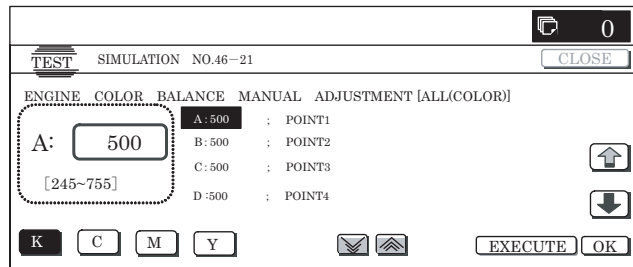 0
TEST SIMULATION NO.46-21 CLOSE
ENGINE COLOR BALANCE MANUAL ADJUSTMENT [ALL(COLOR)]
A: 500
[245~755]
A:500 ; POINT1
B:500 ; POINT2
C:500 ; POINT3
D :500 ; POINT4
K C M Y EXECUTE OK